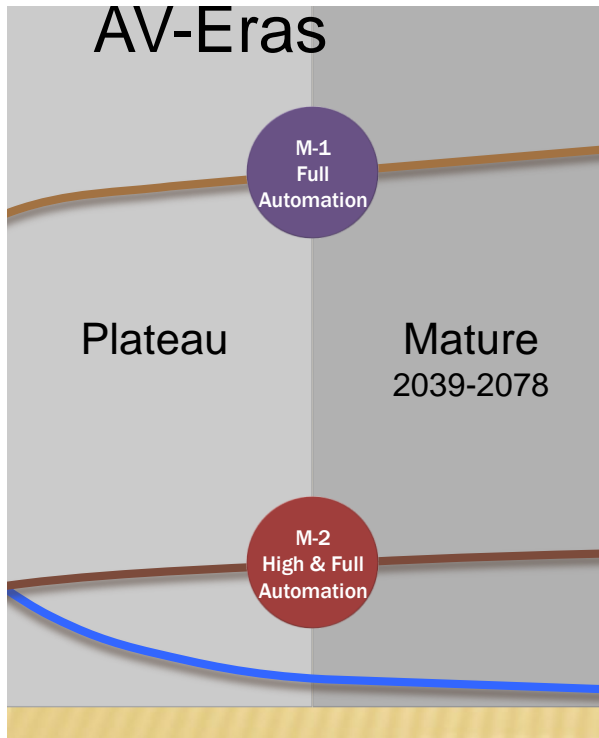 AV-Eras
M-1
Full
Automation
Plateau
Mature
2039-2078
M-2
High & Full
Automation